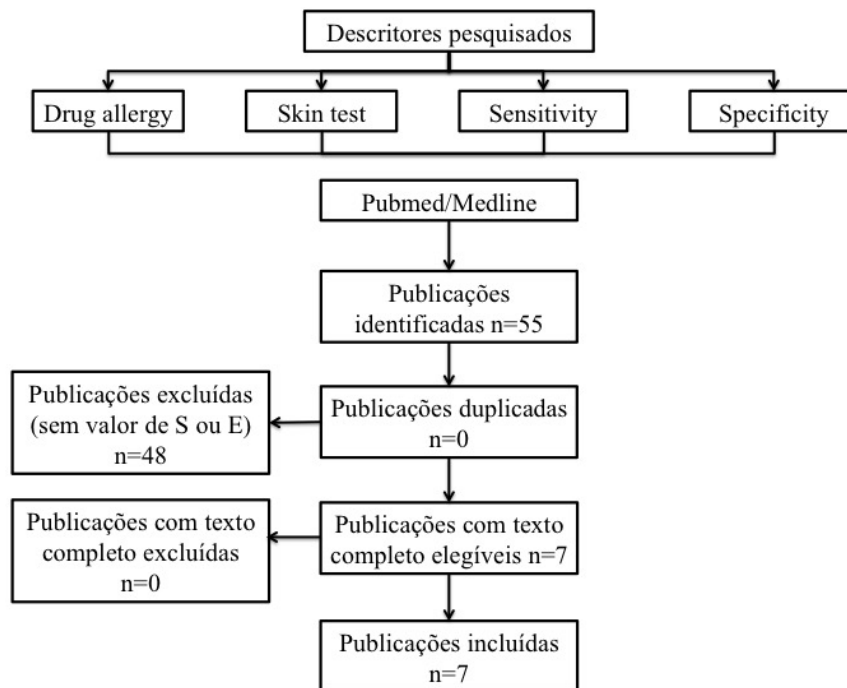 Descritores pesquisados
Drug allergy
Skin test
Sensitivity
Specificity
Pubmed/Medline
Publicações
identificadas n=55
Publicações excluídas
(sem valor de S ou E)
n=48
Publicações duplicadas
n=0
Publicações com texto
completo excluídas
n=0
Publicações com texto
completo elegíveis n=7
Publicações incluídas
n=7